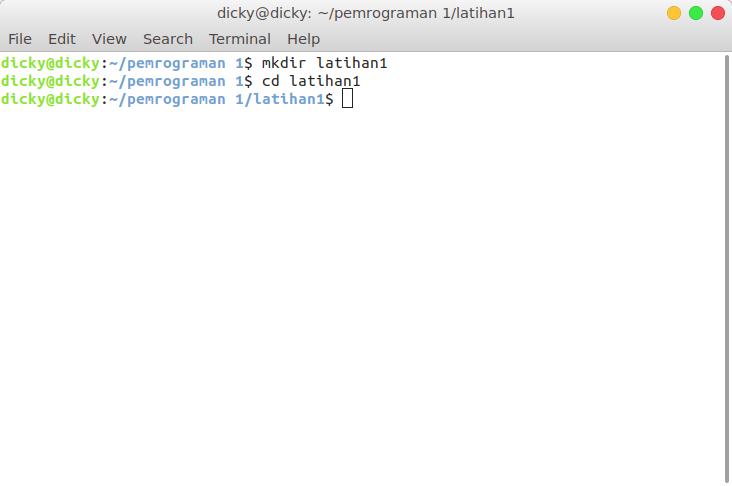 dicky@dicky: ~/pemrograman 1/latihan1
File Edit View Search Terminal Help
dicky@dicky:~/pemrograman 1$ mkdir latihan1
dicky@dicky:~/pemrograman 1$ cd latihan1
dicky@dicky:~/pemrograman 1/latihan1$